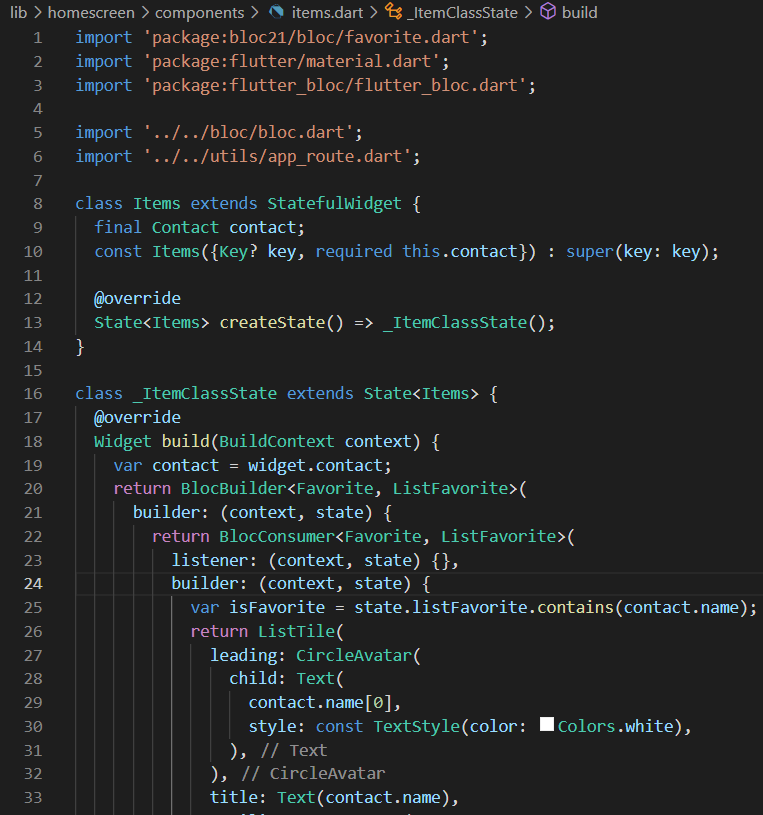 lib > homescreen > components > items.dart > _ItemClassState > build
1 import 'package:bloc21/bloc/favorite.dart';
2 import 'package:flutter/material.dart';
3 import 'package:flutter_bloc/flutter_bloc.dart';
4
5 import '../../bloc/bloc.dart';
6 import '../../utils/app_route.dart';
7
8 class Items extends StatefulWidget {
9   final Contact contact;
10   const Items({Key? key, required this.contact}) : super(key: key);
11
12   @override
13   State<Items> createState() => _ItemClassState();
14 }
15
16 class _ItemClassState extends State<Items> {
17   @override
18   Widget build(BuildContext context) {
19     var contact = widget.contact;
20     return BlocBuilder<Favorite, ListFavorite>(
21       builder: (context, state) {
22         return BlocConsumer<Favorite, ListFavorite>(
23           listener: (context, state) {},
24           builder: (context, state) {
25             var isFavorite = state.listFavorite.contains(contact.name);
26             return ListTile(
27               leading: CircleAvatar(
28                 child: Text(
29                   contact.name[0],
30                   style: const TextStyle(color: Colors.white),
31                 ), // Text
32               ), // CircleAvatar
33               title: Text(contact.name),